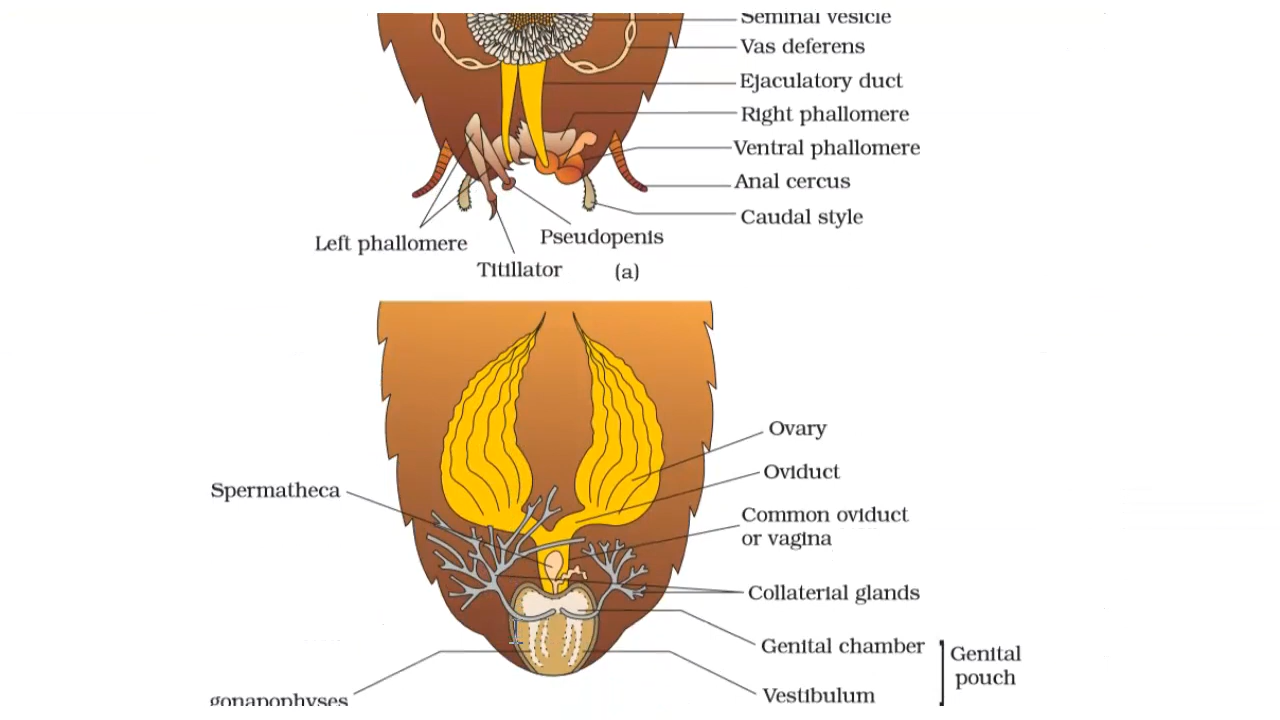 Seminal vesicle
Vas deferens
Ejaculatory duct
Right phallomere
Ventral phallomere
Anal cercus
Caudal style
Left phallomere
Pseudopenis
Titillator
(a)
Ovary
Oviduct
Spermatheca
Common oviduct
or vagina
Collaterial glands
Genital chamber
Genital
pouch
Vestibulum
gonapophyses